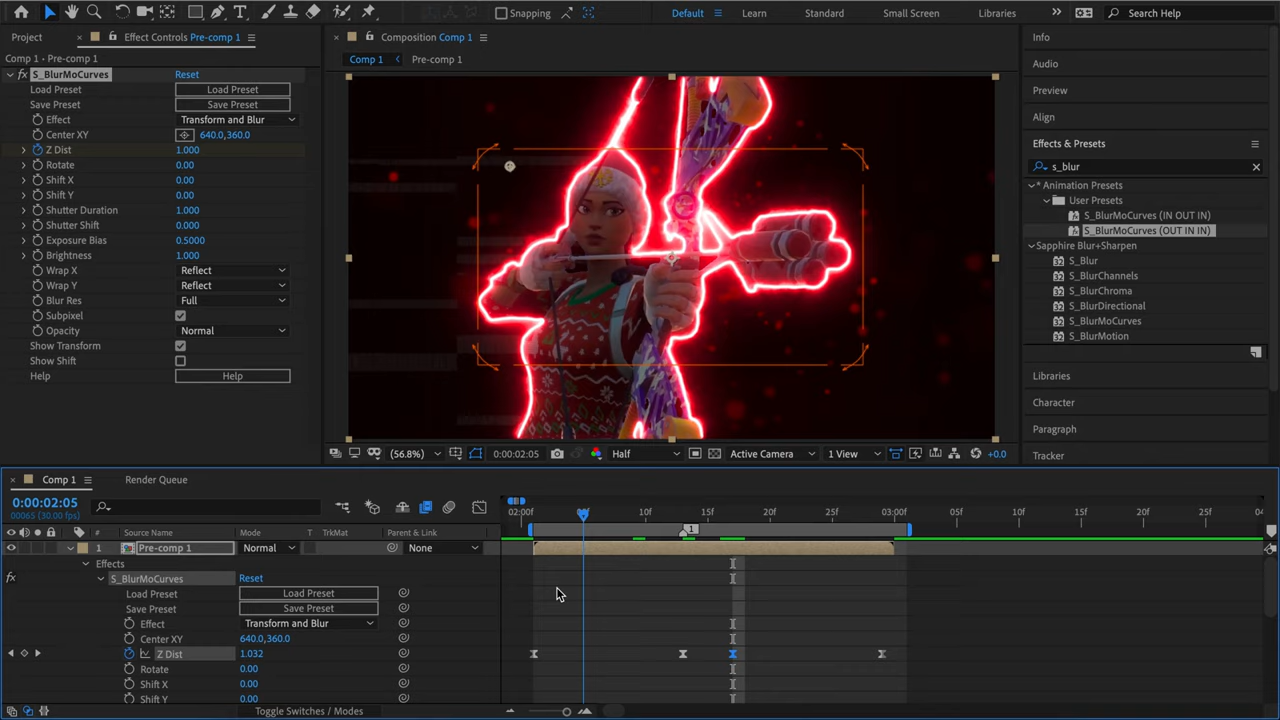 Snapping
Default
Learn
Standard
Small Screen
Libraries
Search Help
Project
Effect Controls Pre-comp 1
Composition Comp 1
Comp 1 • Pre-comp 1
Comp 1
Pre-comp 1
fx S_BlurMoCurves
Reset
Load Preset
Load Preset
Save Preset
Save Preset
Effect
Transform and Blur
Center XY
640.0,360.0
Z Dist
1.000
Rotate
0.00
Shift X
0.00
Shift Y
0.00
Shutter Duration
1.000
Shutter Shift
0.000
Exposure Bias
0.5000
Brightness
1.000
Wrap X
Reflect
Wrap Y
Reflect
Blur Res
Full
Subpixel
Opacity
Normal
Show Transform
Show Shift
Help
Help
(56.8%)
0:00:02:05
Half
Active Camera
1 View
+0.0
Info
Audio
Preview
Align
Effects & Presets
s_blur
* Animation Presets
User Presets
S_BlurMoCurves (IN OUT IN)
S_BlurMoCurves (OUT IN IN)
Sapphire Blur+Sharpen
S_Blur
S_BlurChannels
S_BlurChroma
S_BlurDirectional
S_BlurMoCurves
S_BlurMotion
Libraries
Character
Paragraph
Tracker
Comp 1
Render Queue
0:00:02:05
00065 (30.00 fps)
#
Source Name
Mode
T
TrkMat
Parent & Link
02:00f
10f
15f
20f
25f
03:00f
05f
10f
15f
20f
25f
1
1
Pre-comp 1
Normal
None
Effects
fx
S_BlurMoCurves
Reset
Load Preset
Load Preset
Save Preset
Save Preset
Effect
Transform and Blur
Center XY
640.0,360.0
Z Dist
1.032
Rotate
0.00
Shift X
0.00
Shift Y
0.00
Toggle Switches / Modes